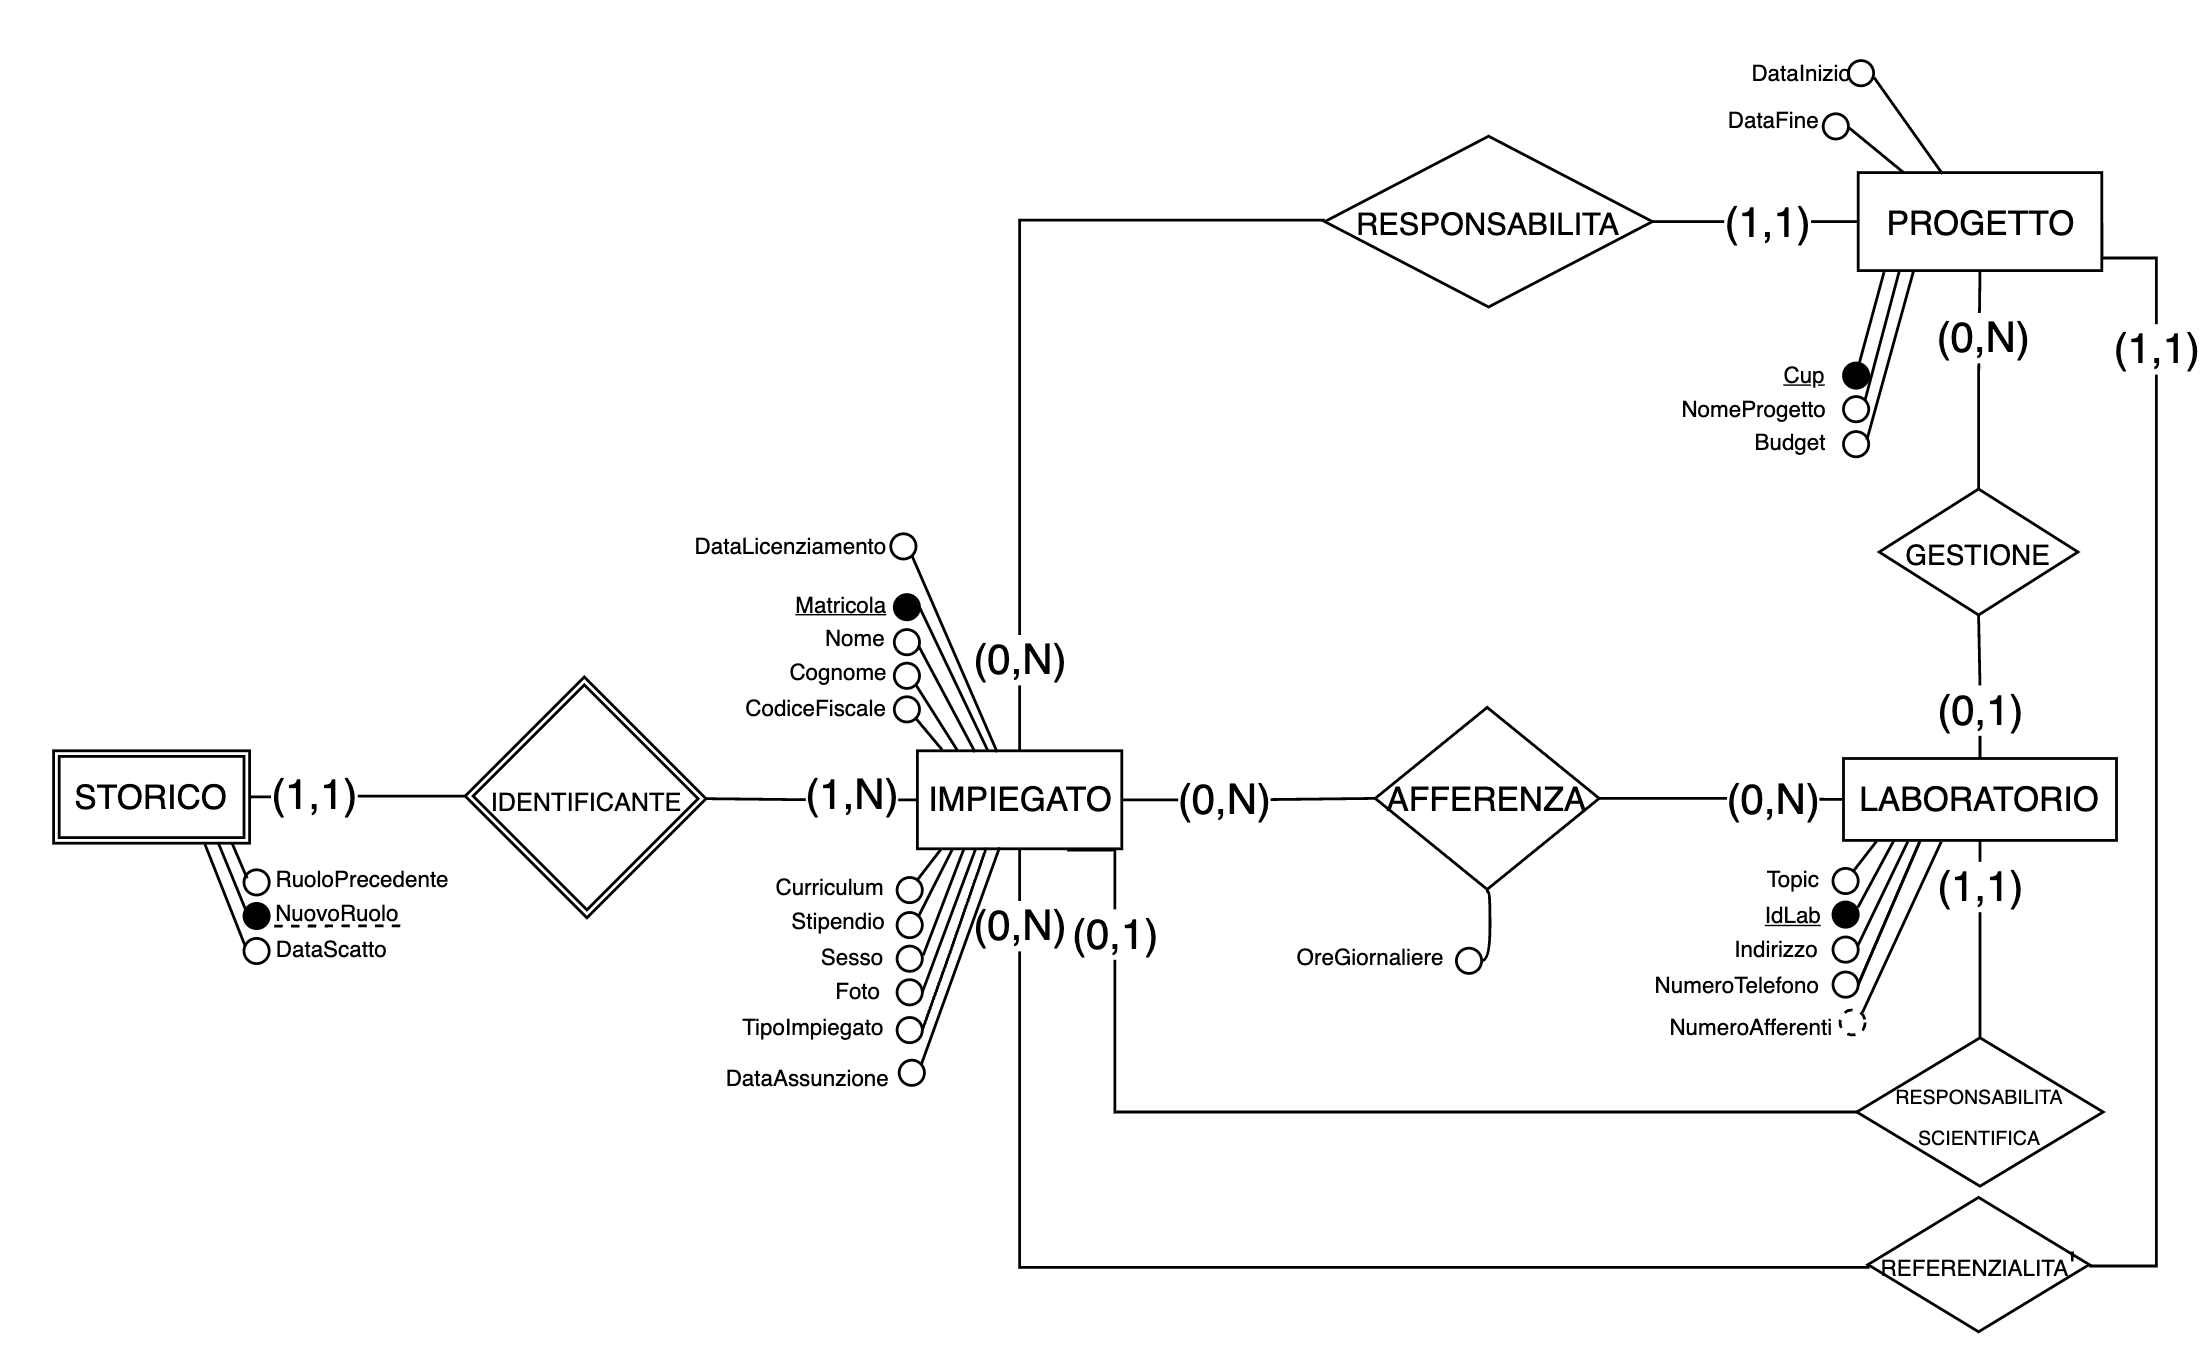 DataInizio
DataFine
RESPONSABILITA
(1,1)
PROGETTO
(0,N)
(1,1)
Cup
NomeProgetto
Budget
DataLicenziamento
GESTIONE
Matricola
Nome
(0,N)
Cognome
CodiceFiscale
(0,1)
STORICO
(1,1)
IDENTIFICANTE
(1,N)
IMPIEGATO
(0,N)
AFFERENZA
(0,N)
LABORATORIO
RuoloPrecedente
NuovoRuolo
DataScatto
Curriculum
Stipendio
Sesso
Foto
TipoImpiegato
DataAssunzione
(0,N)
(0,1)
OreGiornaliere
Topic
IdLab
Indirizzo
NumeroTelefono
NumeroAfferenti
(1,1)
RESPONSABILITA
SCIENTIFICA
REFERENZIALITA'